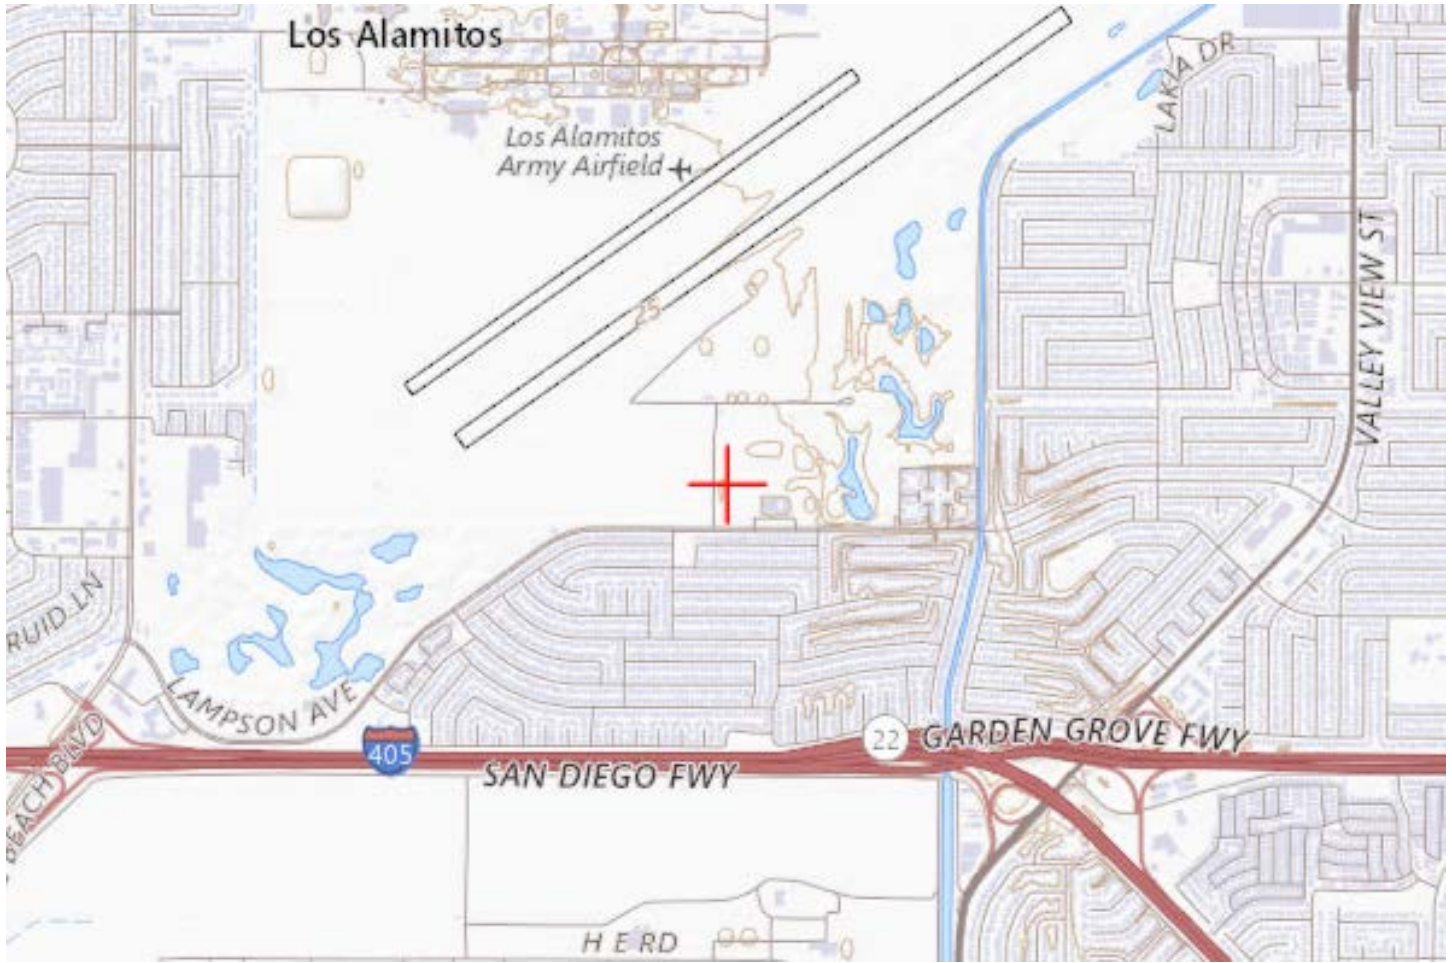 Los Alamitos
LAKIA DR
Los Alamitos
Army Airfield
VALLEY VIEW ST
25
RUID LN
LAMPSON AVE
BEACH BLVD
405
22
GARDEN GROVE FWY
SAN DIEGO FWY
H E RD